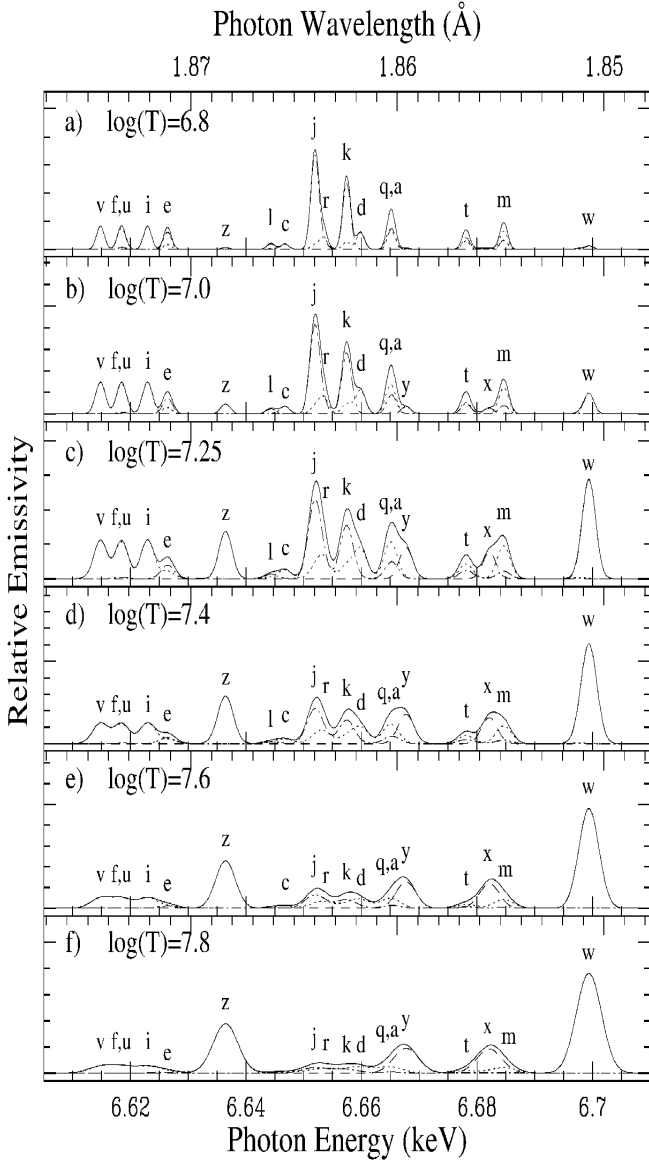 Photon Wavelength (Å)
1.87 1.86 1.85
a) log(T)=6.8
v f,u i e z l c j r k d q,a t m w
b) log(T)=7.0
v f,u i e z l c j r k d q,a y t x m w
c) log(T)=7.25
v f,u i e z l c j r k d q,a y t x m w
d) log(T)=7.4
v f,u i e z l c j r k d q,a y t x m w
e) log(T)=7.6
v f,u i e z c j r k d q,a y t x m w
f) log(T)=7.8
v f,u i e z j r k d q,a y t x m w
Relative Emissivity
6.62 6.64 6.66 6.68 6.7
Photon Energy (keV)